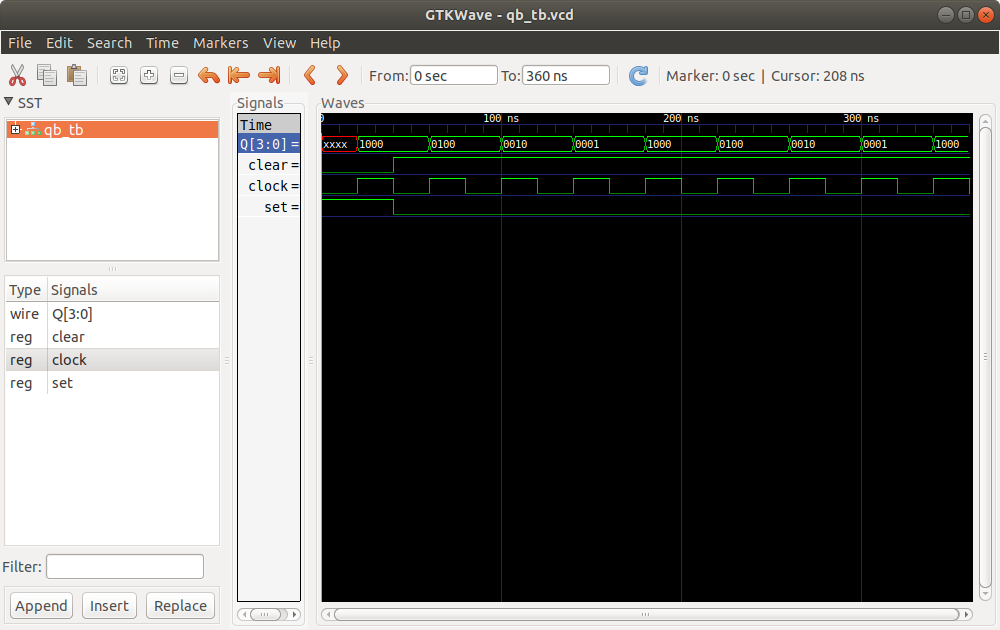 GTKWave - qb_tb.vcd
File Edit Search Time Markers View Help
From: 0 sec To: 360 ns Marker: 0 sec | Cursor: 208 ns
SST
qb_tb
Type Signals
wire Q[3:0]
reg clear
reg clock
reg set
Filter:
Append Insert Replace
Signals
Time
Q[3:0] =
clear =
clock =
set =
Waves
0 100 ns 200 ns 300 ns
xxxx 1000 0100 0010 0001 1000 0100 0010 0001 1000